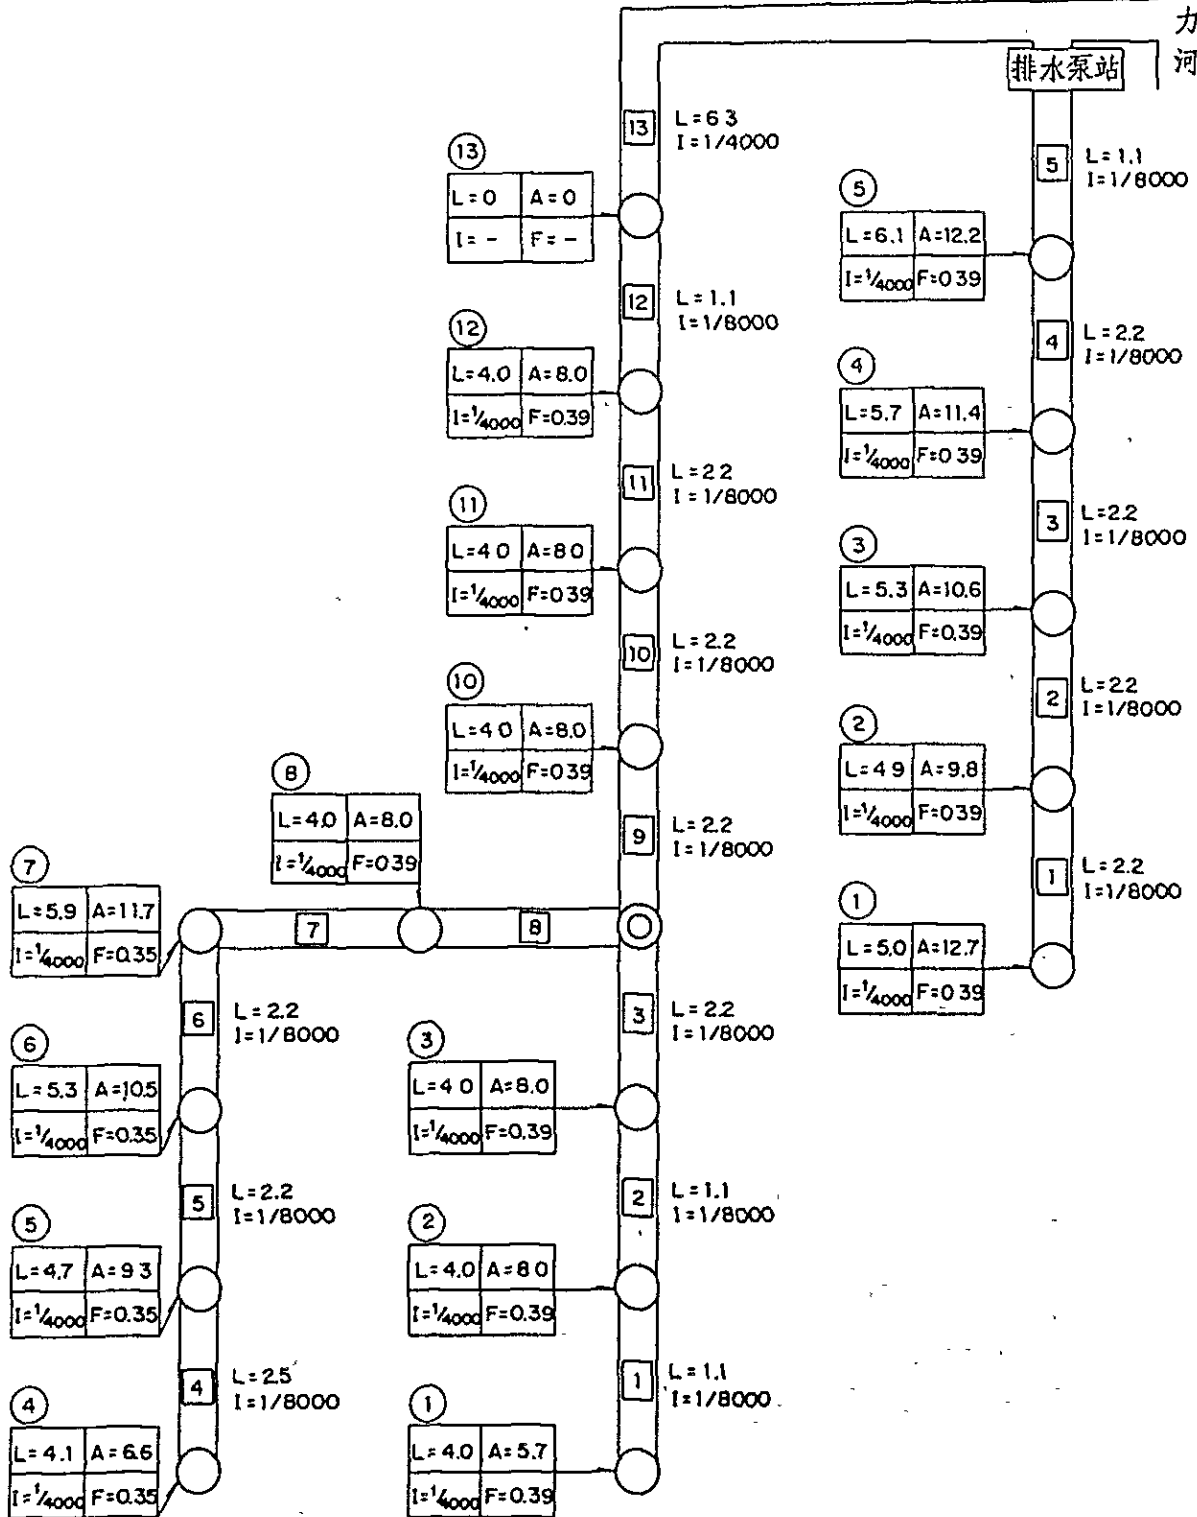 力
河
排水泵站
13
L=6 3
I=1/4000
⑬
L=0 A=0
I= - F= -
12
L=1.1
I=1/8000
⑫
L=4.0 A=8.0
I=1/4000 F=0.39
11
L=2 2
I=1/8000
⑪
L=4 0 A=8 0
I=1/4000 F=0 39
10
L=2.2
I=1/8000
⑩
L=4 0 A=8.0
I=1/4000 F=0 39
9
L=2.2
I=1/8000
⑧
L=4.0 A=8.0
I=1/4000 F=0 39
7
8
⑦
L=5.9 A=11.7
I=1/4000 F=0.35
6
L=2.2
I=1/8000
⑥
L=5.3 A=10.5
I=1/4000 F=0.35
5
L=2.2
I=1/8000
⑤
L=4.7 A=9 3
I=1/4000 F=0.35
4
L=2.5
I=1/8000
④
L=4.1 A=6.6
I=1/4000 F=0.35
3
L=2.2
I=1/8000
③
L=4 0 A=8.0
I=1/4000 F=0.39
2
L=1.1
I=1/8000
②
L=4.0 A=8 0
I=1/4000 F=0.39
1
L=1.1
I=1/8000
①
L=4.0 A=5.7
I=1/4000 F=0.39
5
L=1.1
I=1/8000
⑤
L=6.1 A=12.2
I=1/4000 F=0 39
4
L=2.2
I=1/8000
④
L=5.7 A=11.4
I=1/4000 F=0 39
3
L=2.2
I=1/8000
③
L=5.3 A=10.6
I=1/4000 F=0.39
2
L=2.2
I=1/8000
②
L=4 9 A=9.8
I=1/4000 F=0.39
1
L=2.2
I=1/8000
①
L=5.0 A=12.7
I=1/4000 F=0 39